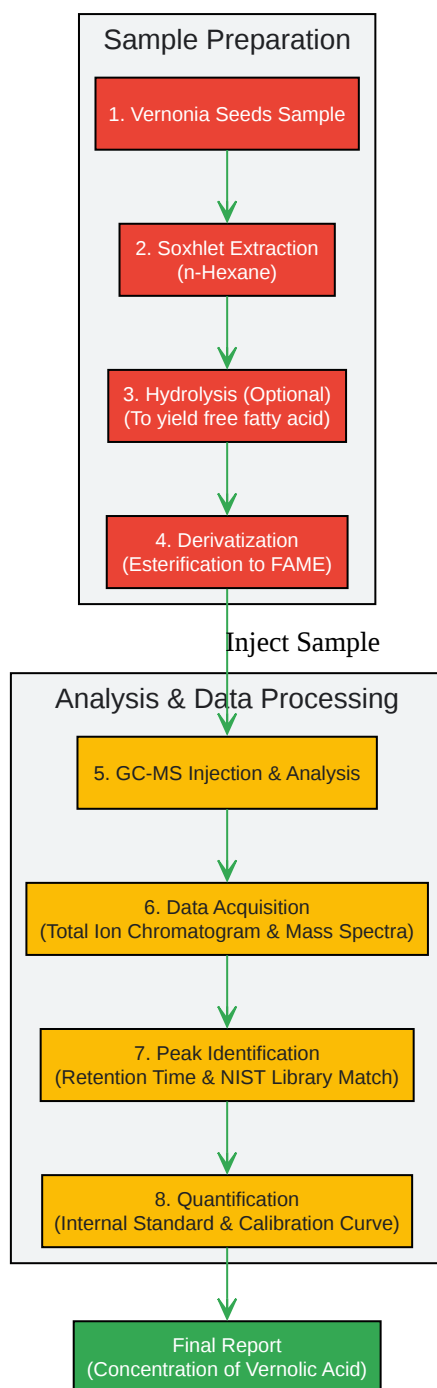 Sample Preparation
1. Vernonia Seeds Sample
2. Soxhlet Extraction
(n-Hexane)
3. Hydrolysis (Optional)
(To yield free fatty acid)
4. Derivatization
(Esterification to FAME)
Inject Sample
Analysis & Data Processing
5. GC-MS Injection & Analysis
6. Data Acquisition
(Total Ion Chromatogram & Mass Spectra)
7. Peak Identification
(Retention Time & NIST Library Match)
8. Quantification
(Internal Standard & Calibration Curve)
Final Report
(Concentration of Vernolic Acid)